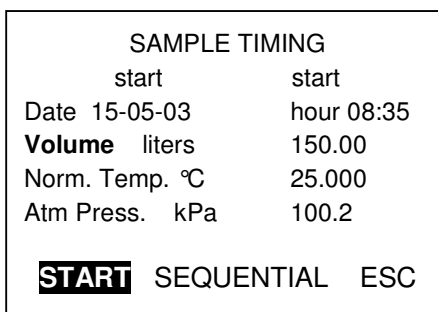 SAMPLE TIMING
start start
Date 15-05-03 hour 08:35
Volume liters 150.00
Norm. Temp. °C 25.000
Atm Press. kPa 100.2
START SEQUENTIAL ESC